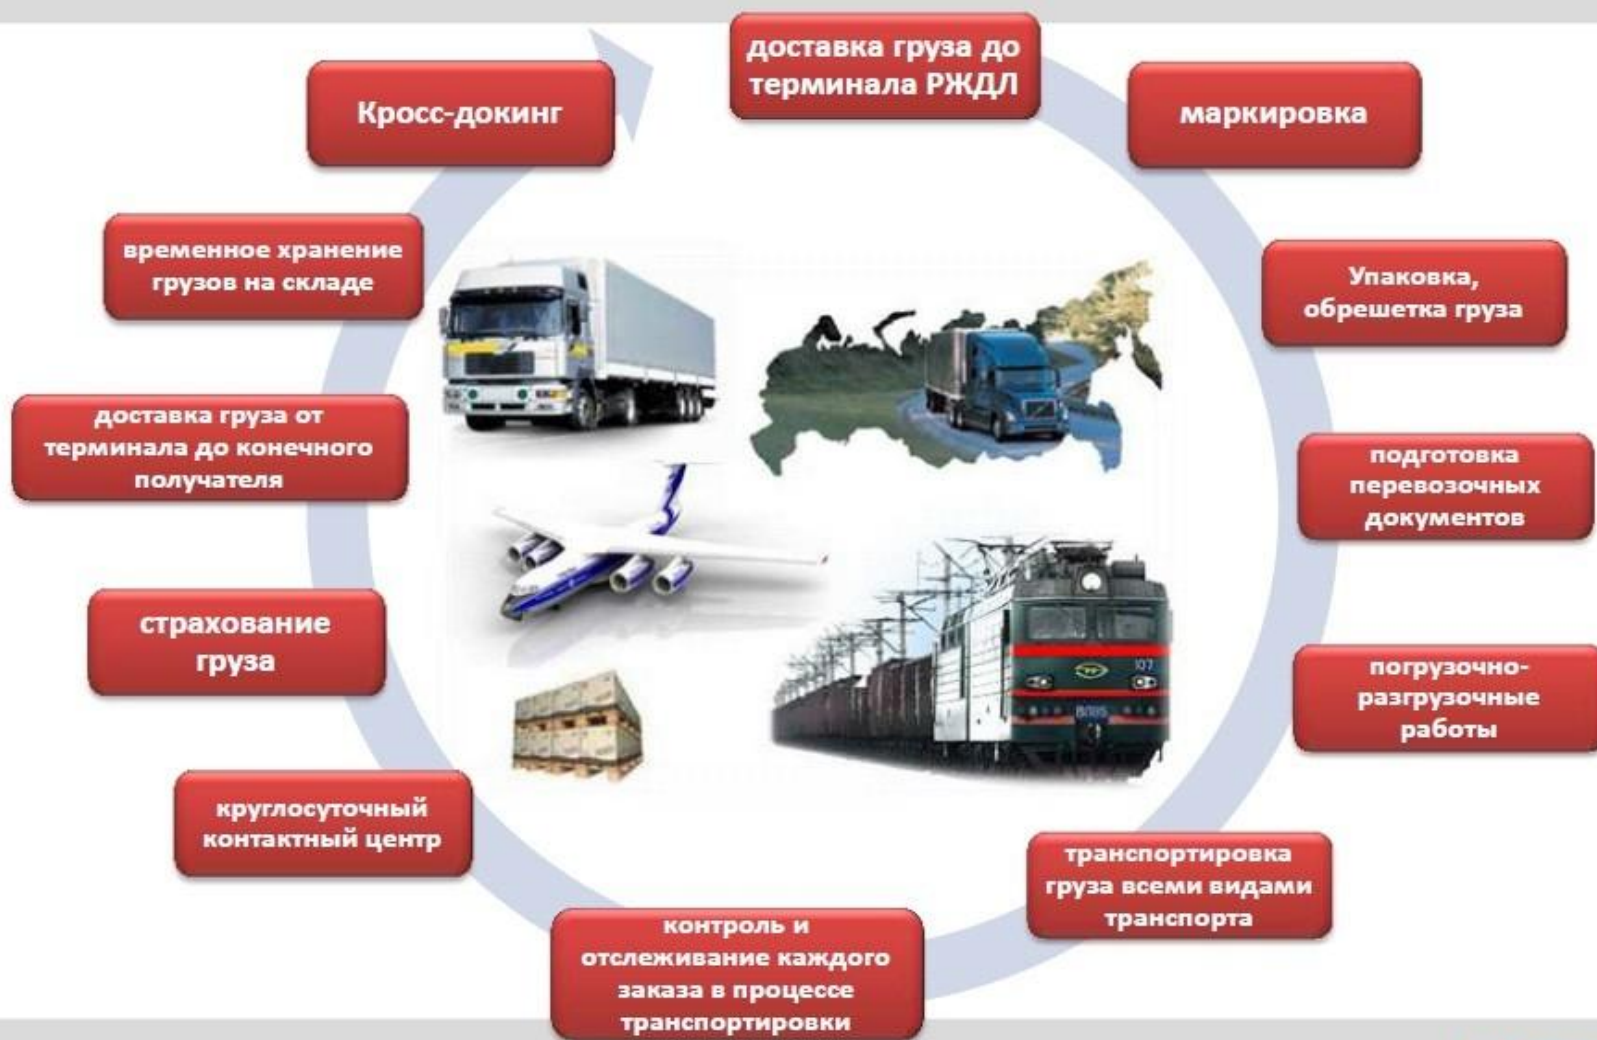 доставка груза до
терминала РЖДЛ
маркировка
Упаковка,
обрешетка груза
подготовка
перевозочных
документов
погрузочно-
разгрузочные
работы
транспортировка
груза всеми видами
транспорта
контроль и
отслеживание каждого
заказа в процессе
транспортировки
круглосуточный
контактный центр
страхование
груза
доставка груза от
терминала до конечного
получателя
временное хранение
грузов на складе
Кросс-докинг
107
ВЛ85